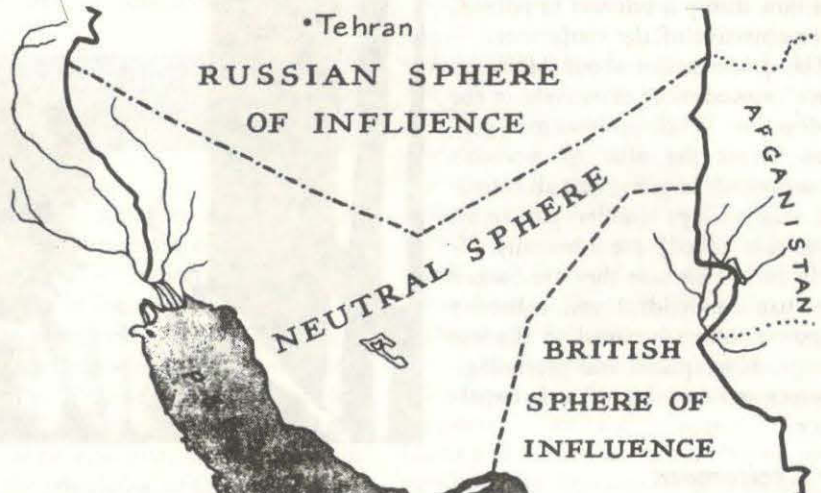 •Tehran
RUSSIAN SPHERE
OF INFLUENCE
AFGANISTAN
NEUTRAL SPHERE
BRITISH
SPHERE OF
INFLUENCE